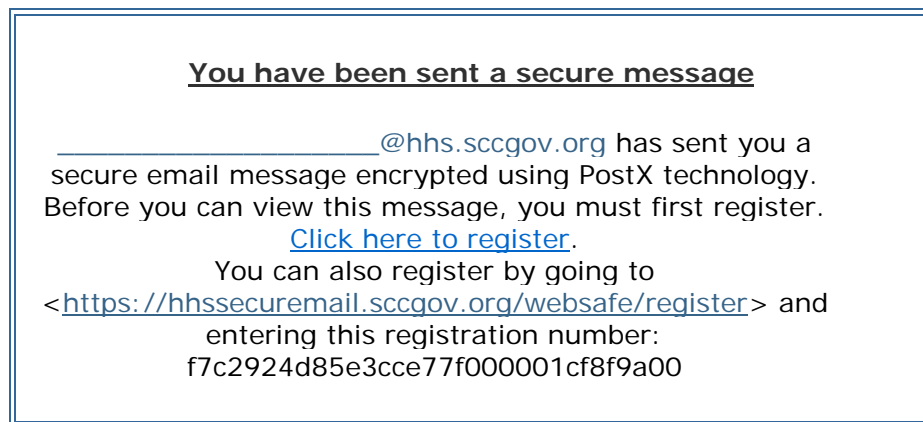 You have been sent a secure message
___________________@hhs.sccgov.org has sent you a
secure email message encrypted using PostX technology.
Before you can view this message, you must first register.
Click here to register.
You can also register by going to
<https://hhssecuremail.sccgov.org/websafe/register> and
entering this registration number:
f7c2924d85e3cce77f000001cf8f9a00